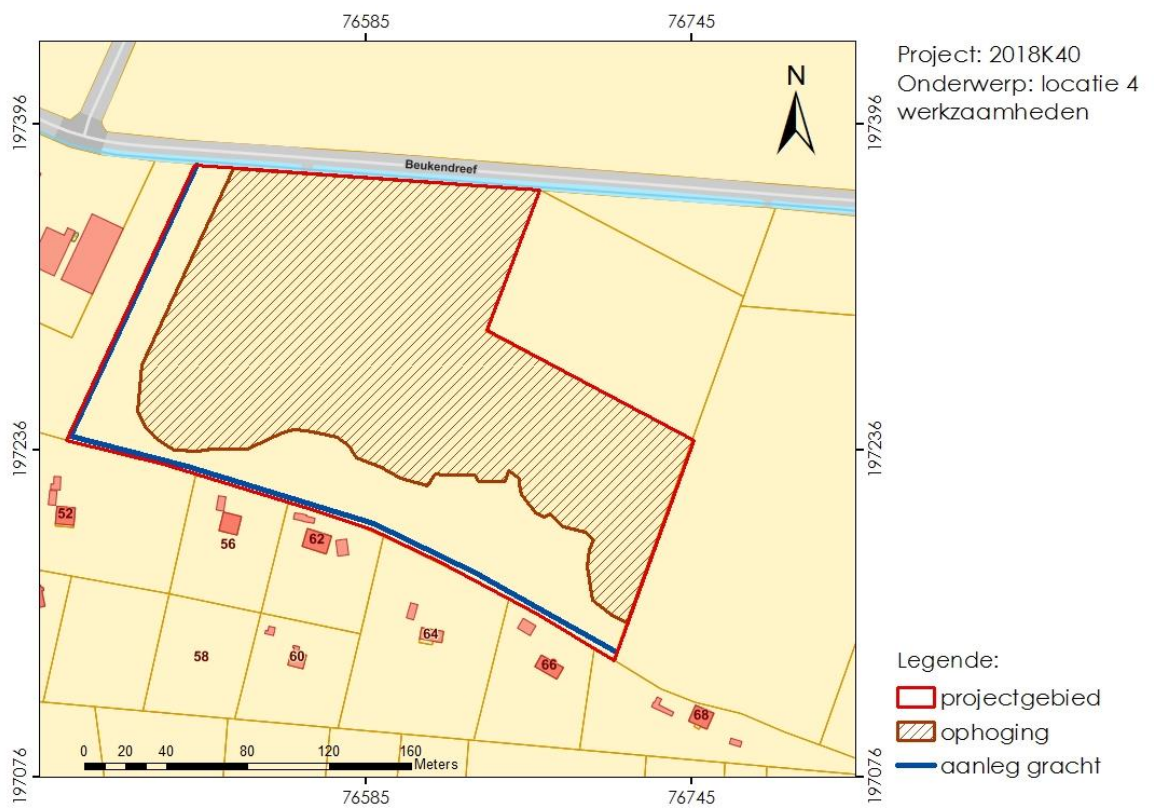 76585 76745
Project: 2018K40
Onderwerp: locatie 4
werkzaamheden
N
197396 197396
Beukendreef
197236 197236
52
56
62
64
58
60
66
68
Legende:
projectgebied
ophoging
aanleg gracht
0 20 40 80 120 160
Meters
197076 197076
76585 76745